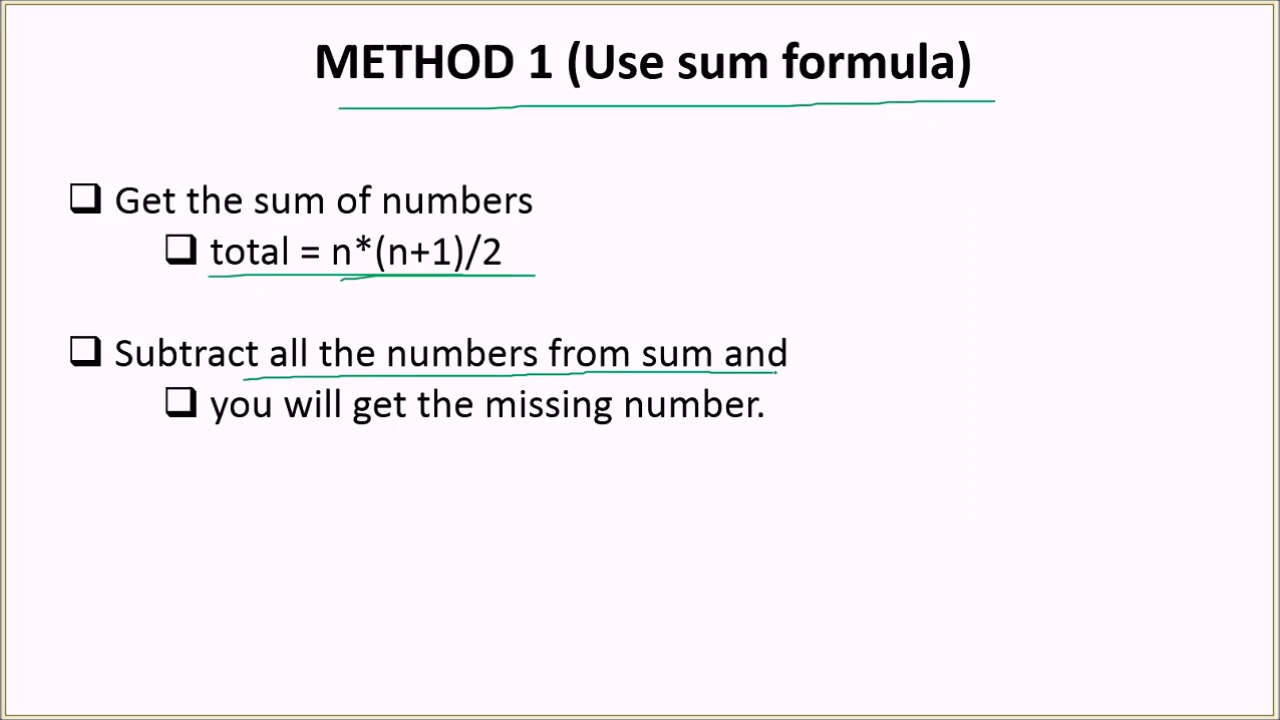 METHOD 1 (Use sum formula)
Get the sum of numbers
total = n*(n+1)/2
Subtract all the numbers from sum and
you will get the missing number.